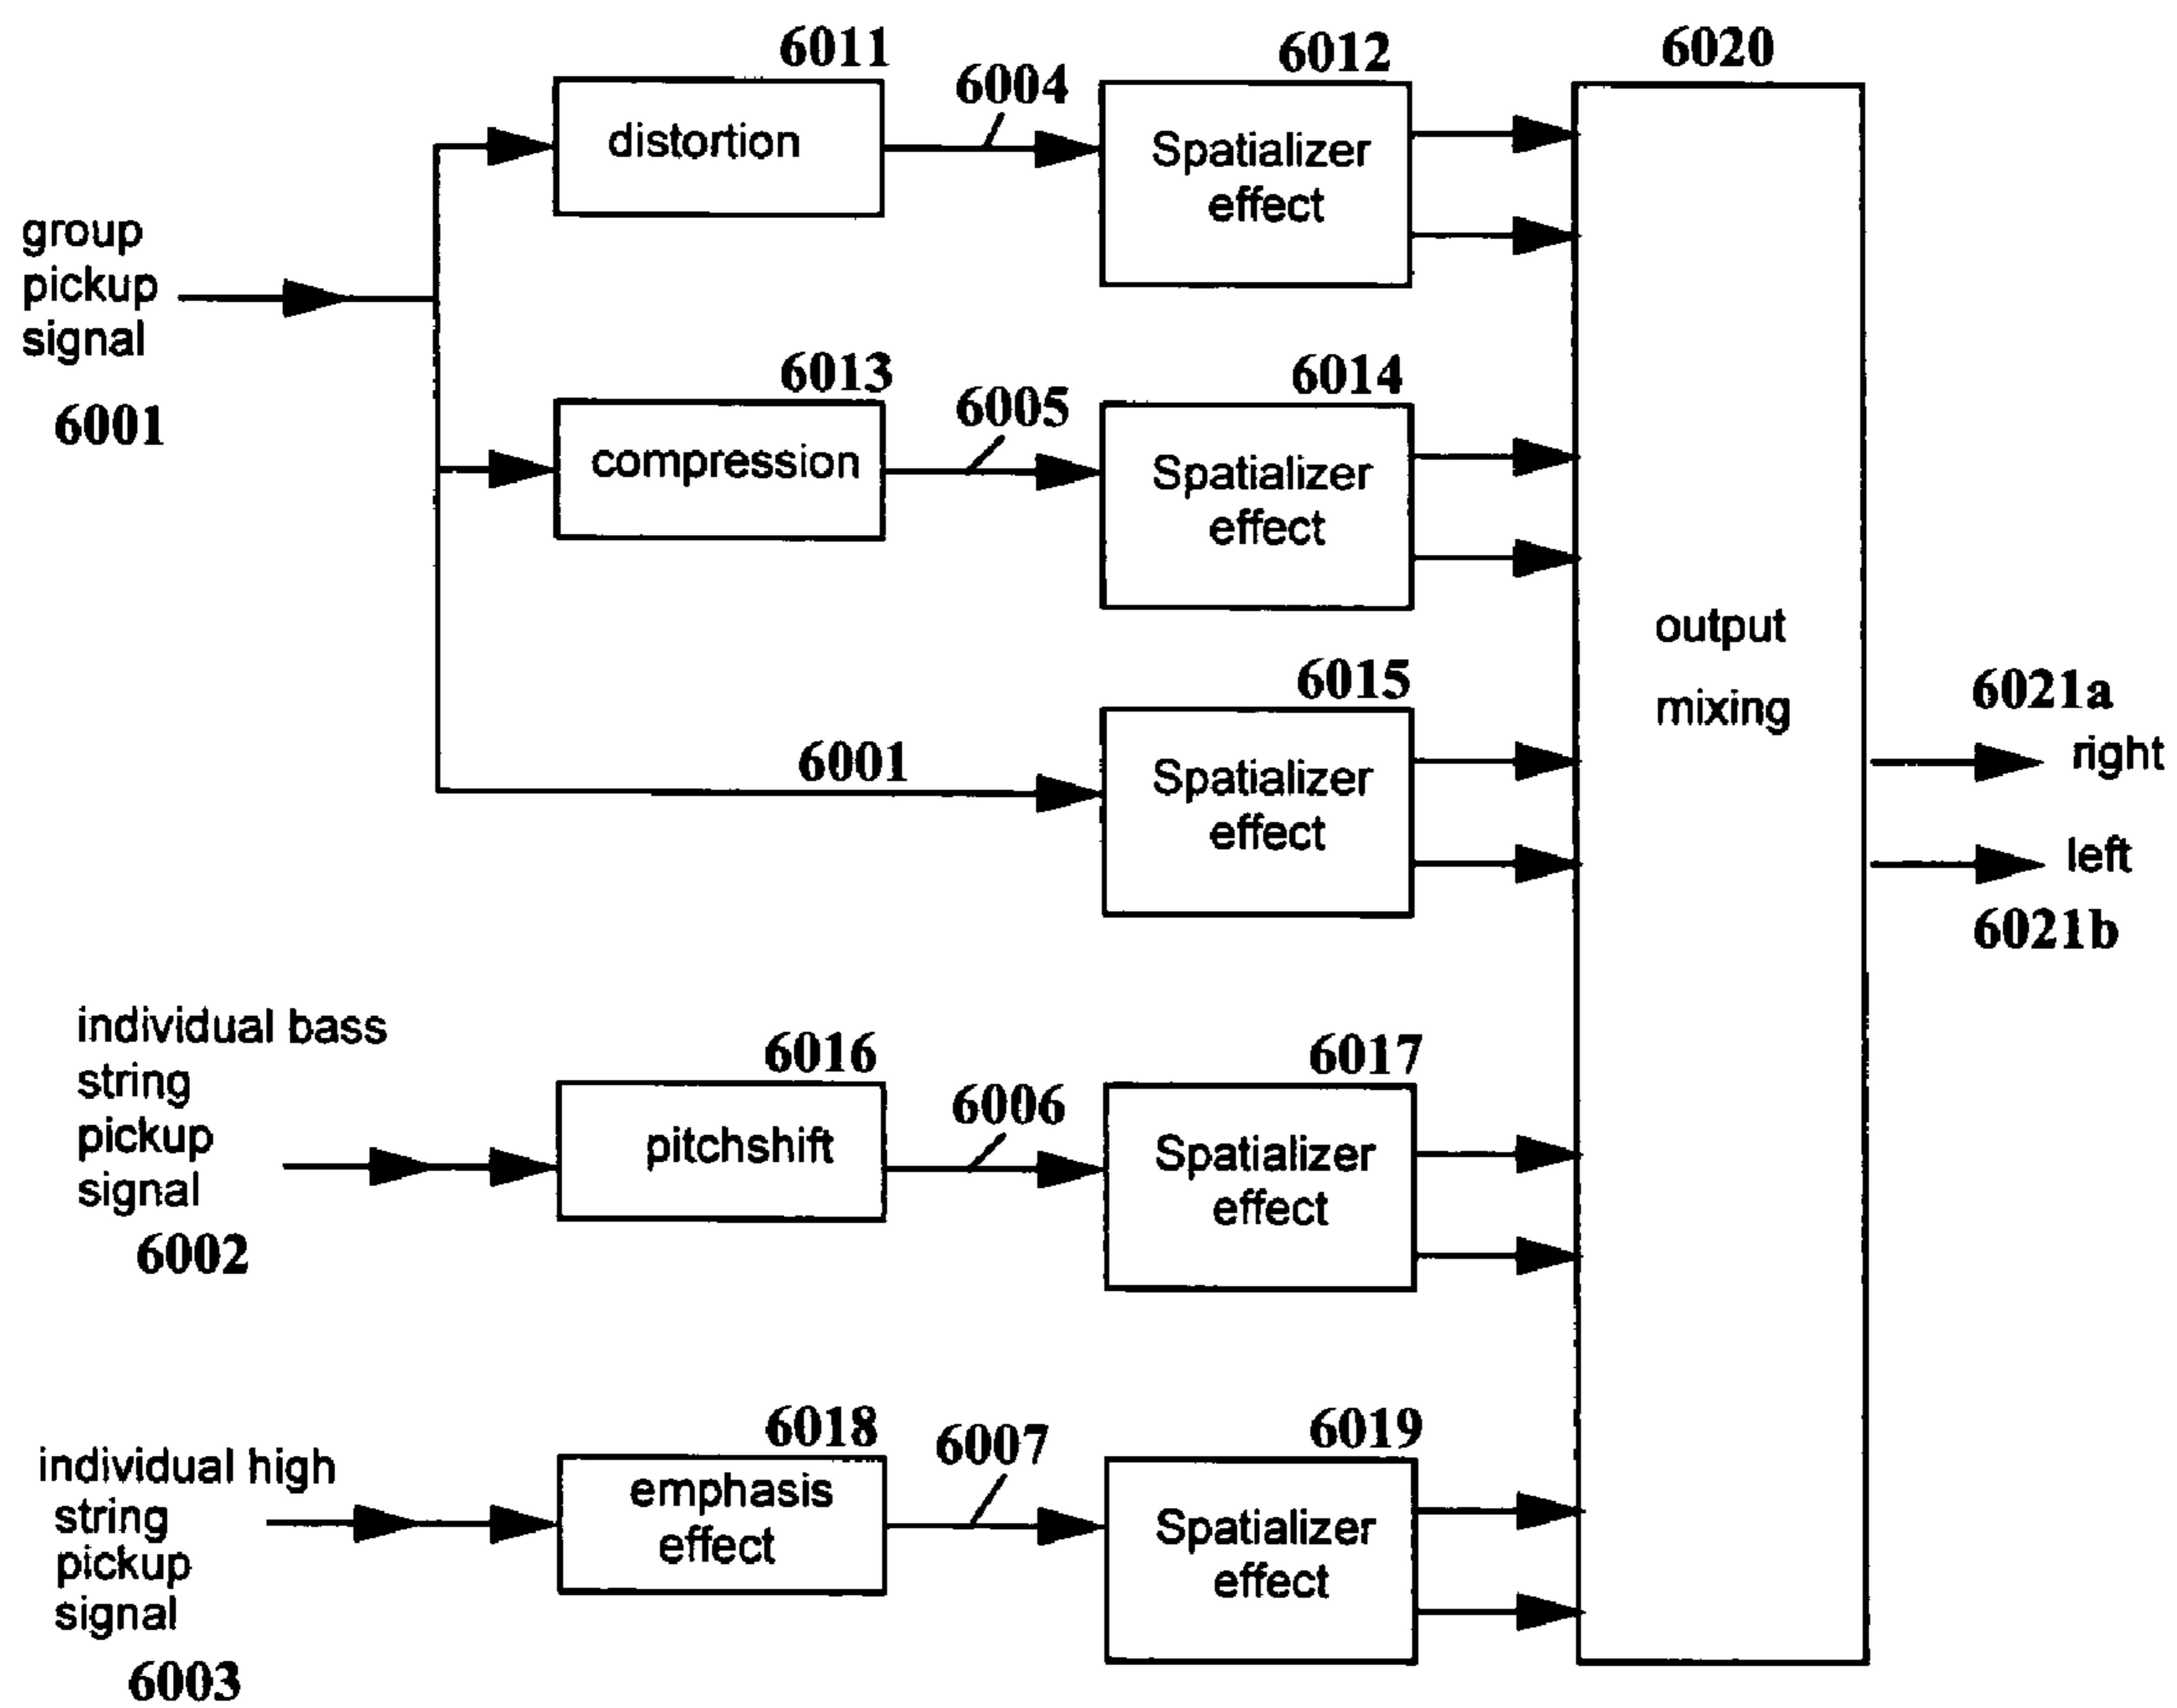 6011
6004
6012
6020
distortion
Spatializer
effect
group
pickup
signal
6001
6013
6005
6014
compression
Spatializer
effect
output
mixing
6015
6001
Spatializer
effect
6021a
right
left
6021b
individual bass
string
pickup
signal
6002
6016
6006
6017
pitchshift
Spatializer
effect
individual high
string
pickup
signal
6003
6018
6007
6019
emphasis
effect
Spatializer
effect